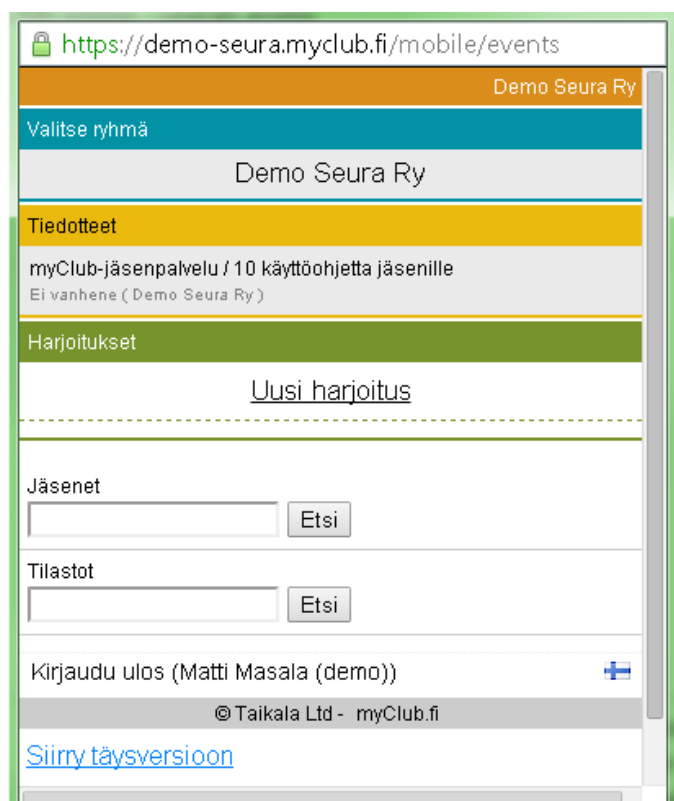 https://demo-seura.myclub.fi/mobile/events
Demo Seura Ry
Valitse ryhmä
Demo Seura Ry
Tiedotteet
myClub-jäsenpalvelu / 10 käyttöohjetta jäsenille
Ei vanhene ( Demo Seura Ry )
Harjoitukset
Uusi harjoitus
Jäsenet
Etsi
Tilastot
Etsi
Kirjaudu ulos (Matti Masala (demo))
© Taikala Ltd - myClub.fi
Siirry täysversioon